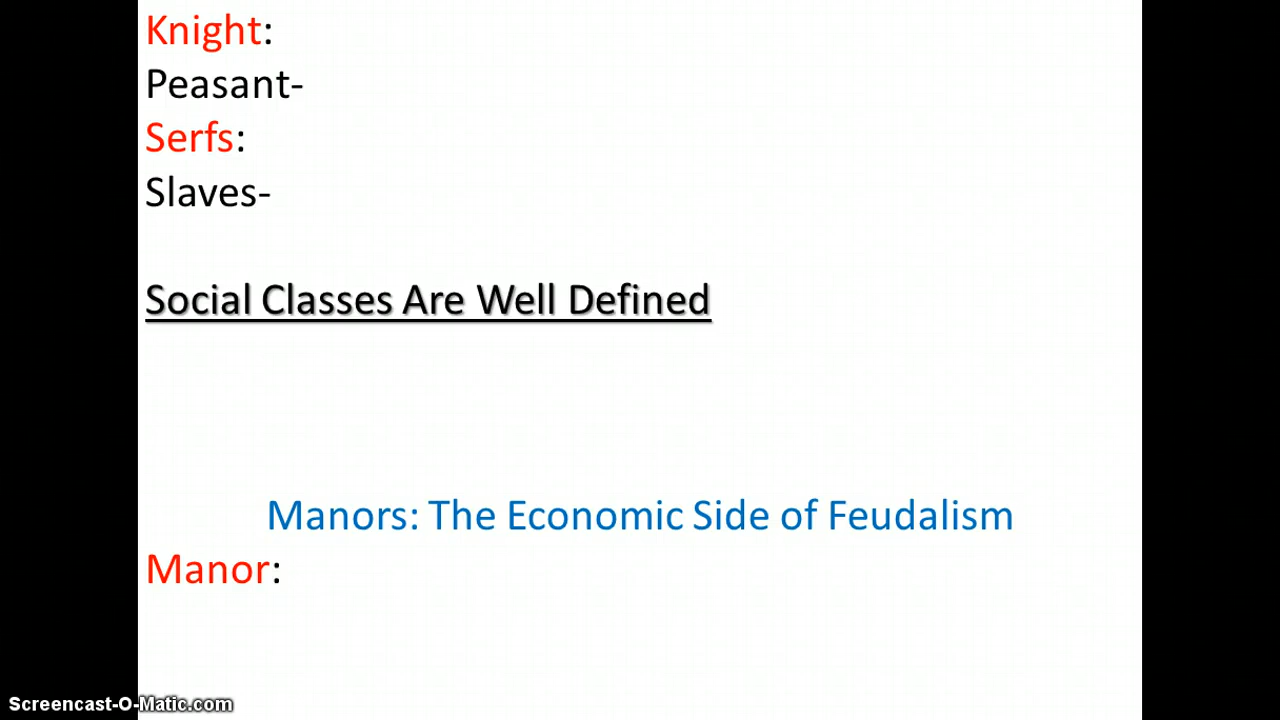 Knight:
Peasant-
Serfs:
Slaves-
Social Classes Are Well Defined
Manors: The Economic Side of Feudalism
Manor:
Screencast-O-Matic.com